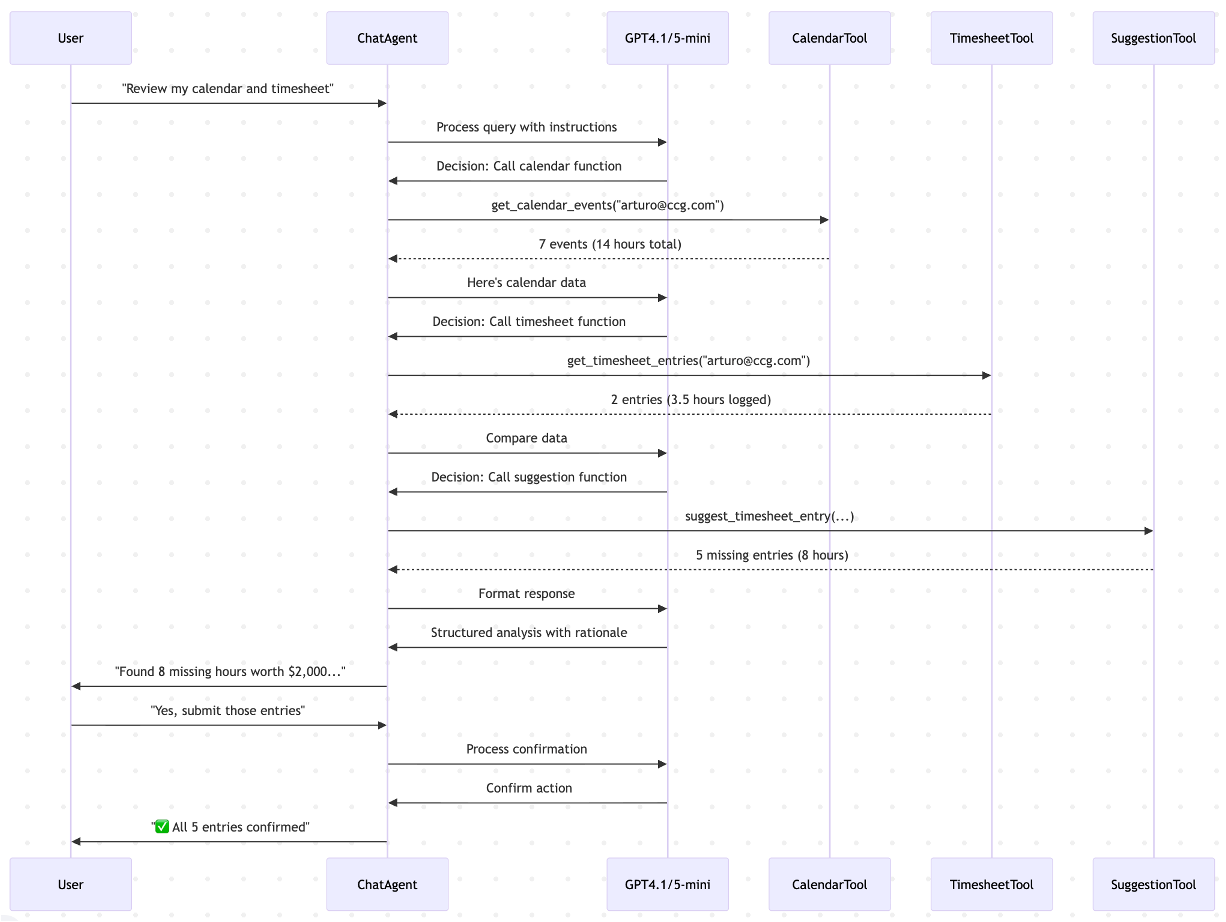 User
ChatAgent
GPT4.1/5-mini
CalendarTool
TimesheetTool
SuggestionTool
"Review my calendar and timesheet"
Process query with instructions
Decision: Call calendar function
get_calendar_events("arturo@ccg.com")
7 events (14 hours total)
Here's calendar data
Decision: Call timesheet function
get_timesheet_entries("arturo@ccg.com")
2 entries (3.5 hours logged)
Compare data
Decision: Call suggestion function
suggest_timesheet_entry(...)
5 missing entries (8 hours)
Format response
Structured analysis with rationale
"Found 8 missing hours worth $2,000..."
"Yes, submit those entries"
Process confirmation
Confirm action
"✅ All 5 entries confirmed"
User
ChatAgent
GPT4.1/5-mini
CalendarTool
TimesheetTool
SuggestionTool